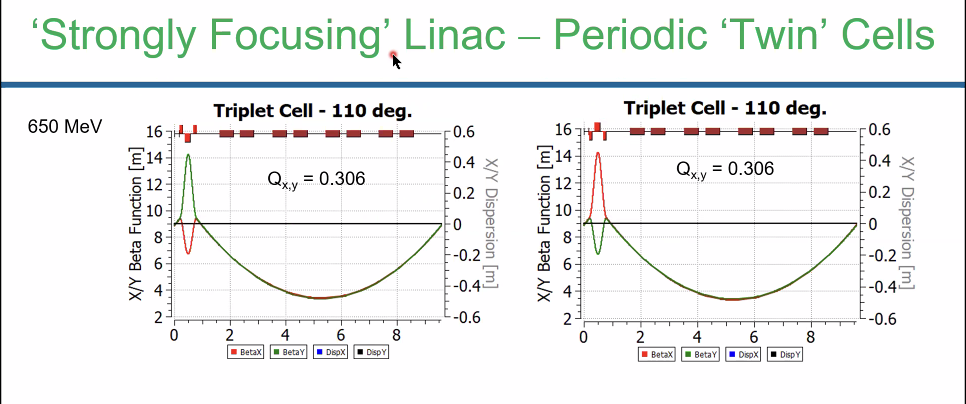 ‘Strongly Focusing’ Linac – Periodic ‘Twin’ Cells
650 MeV
Triplet Cell - 110 deg.
16
14
12
10
8
6
4
2
X/Y Beta Function [m]
Qx,y = 0.306
0.6
0.4
0.2
0
-0.2
-0.4
-0.6
X/Y Dispersion [m]
0 2 4 6 8
BetaX BetaY DispX DispY
Triplet Cell - 110 deg.
16
14
12
10
8
6
4
2
X/Y Beta Function [m]
Qx,y = 0.306
0.6
0.4
0.2
0
-0.2
-0.4
-0.6
X/Y Dispersion [m]
0 2 4 6 8
BetaX BetaY DispX DispY